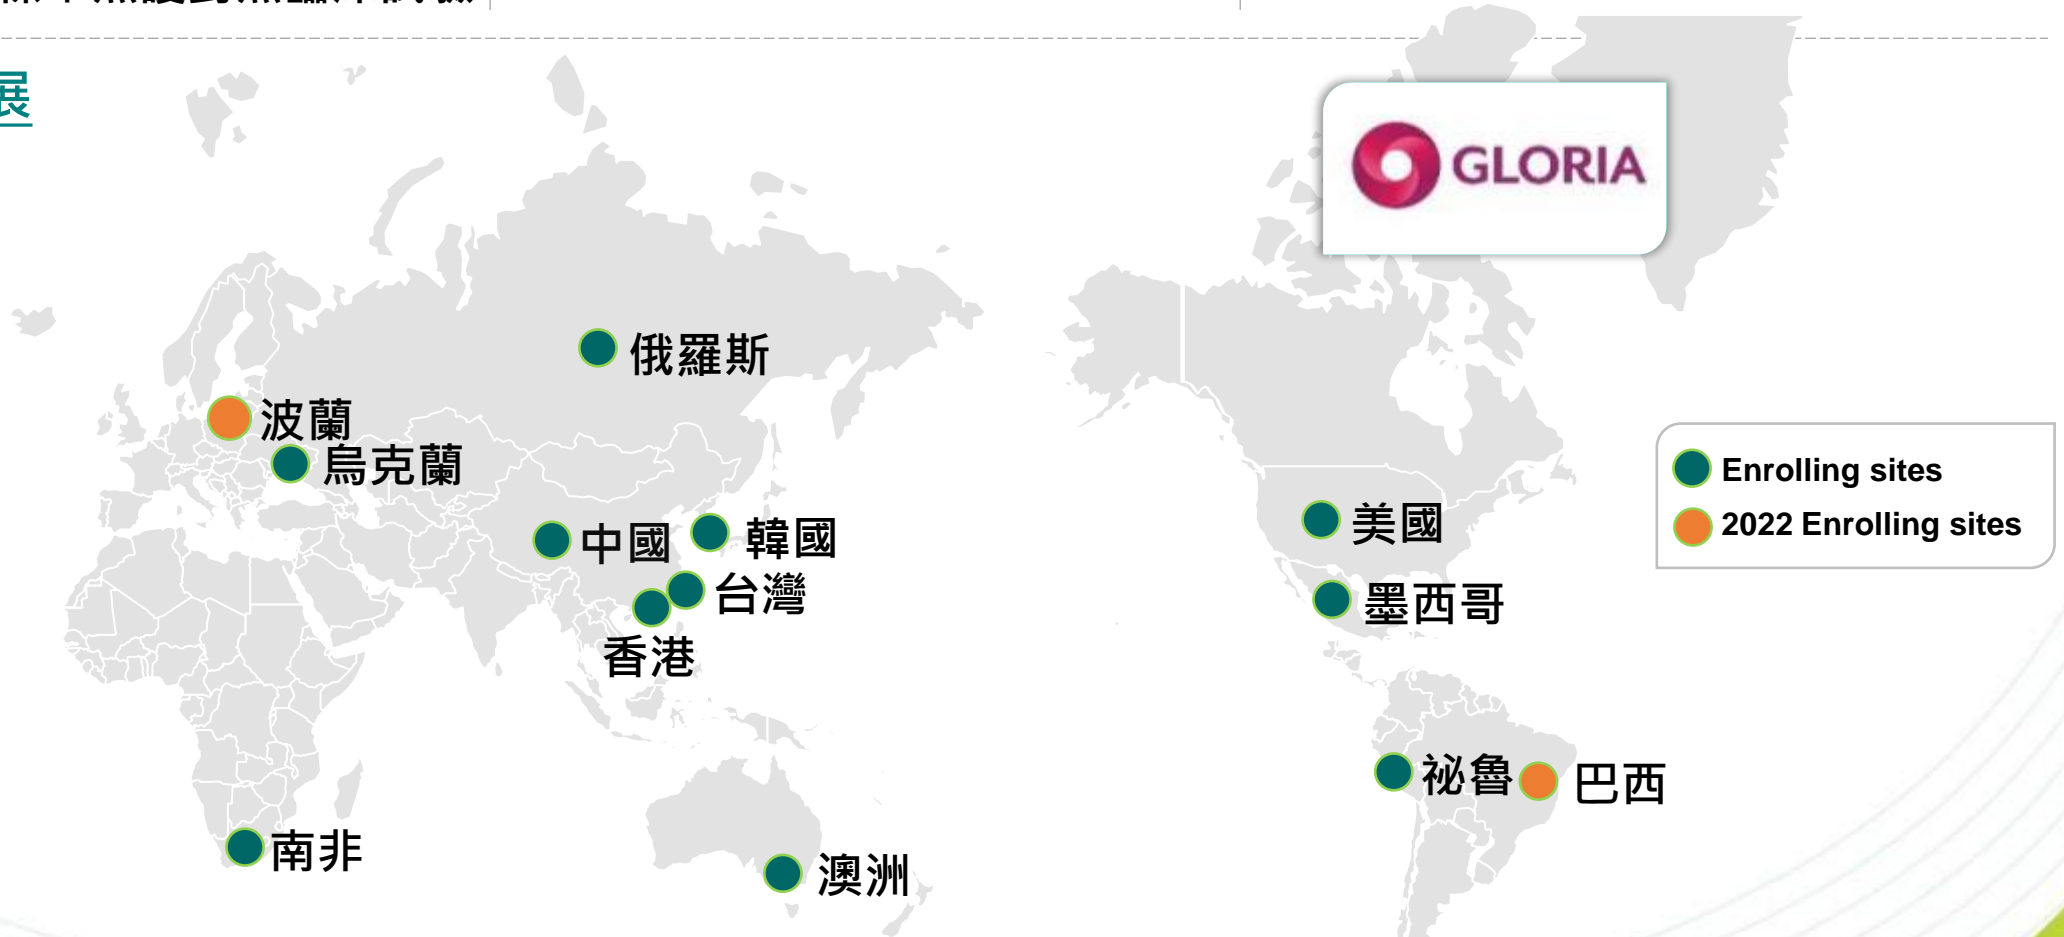 展
GLORIA
俄羅斯
波蘭
烏克蘭
中國
韓國
台灣
香港
南非
澳洲
美國
墨西哥
祕魯
巴西
Enrolling sites
2022 Enrolling sites